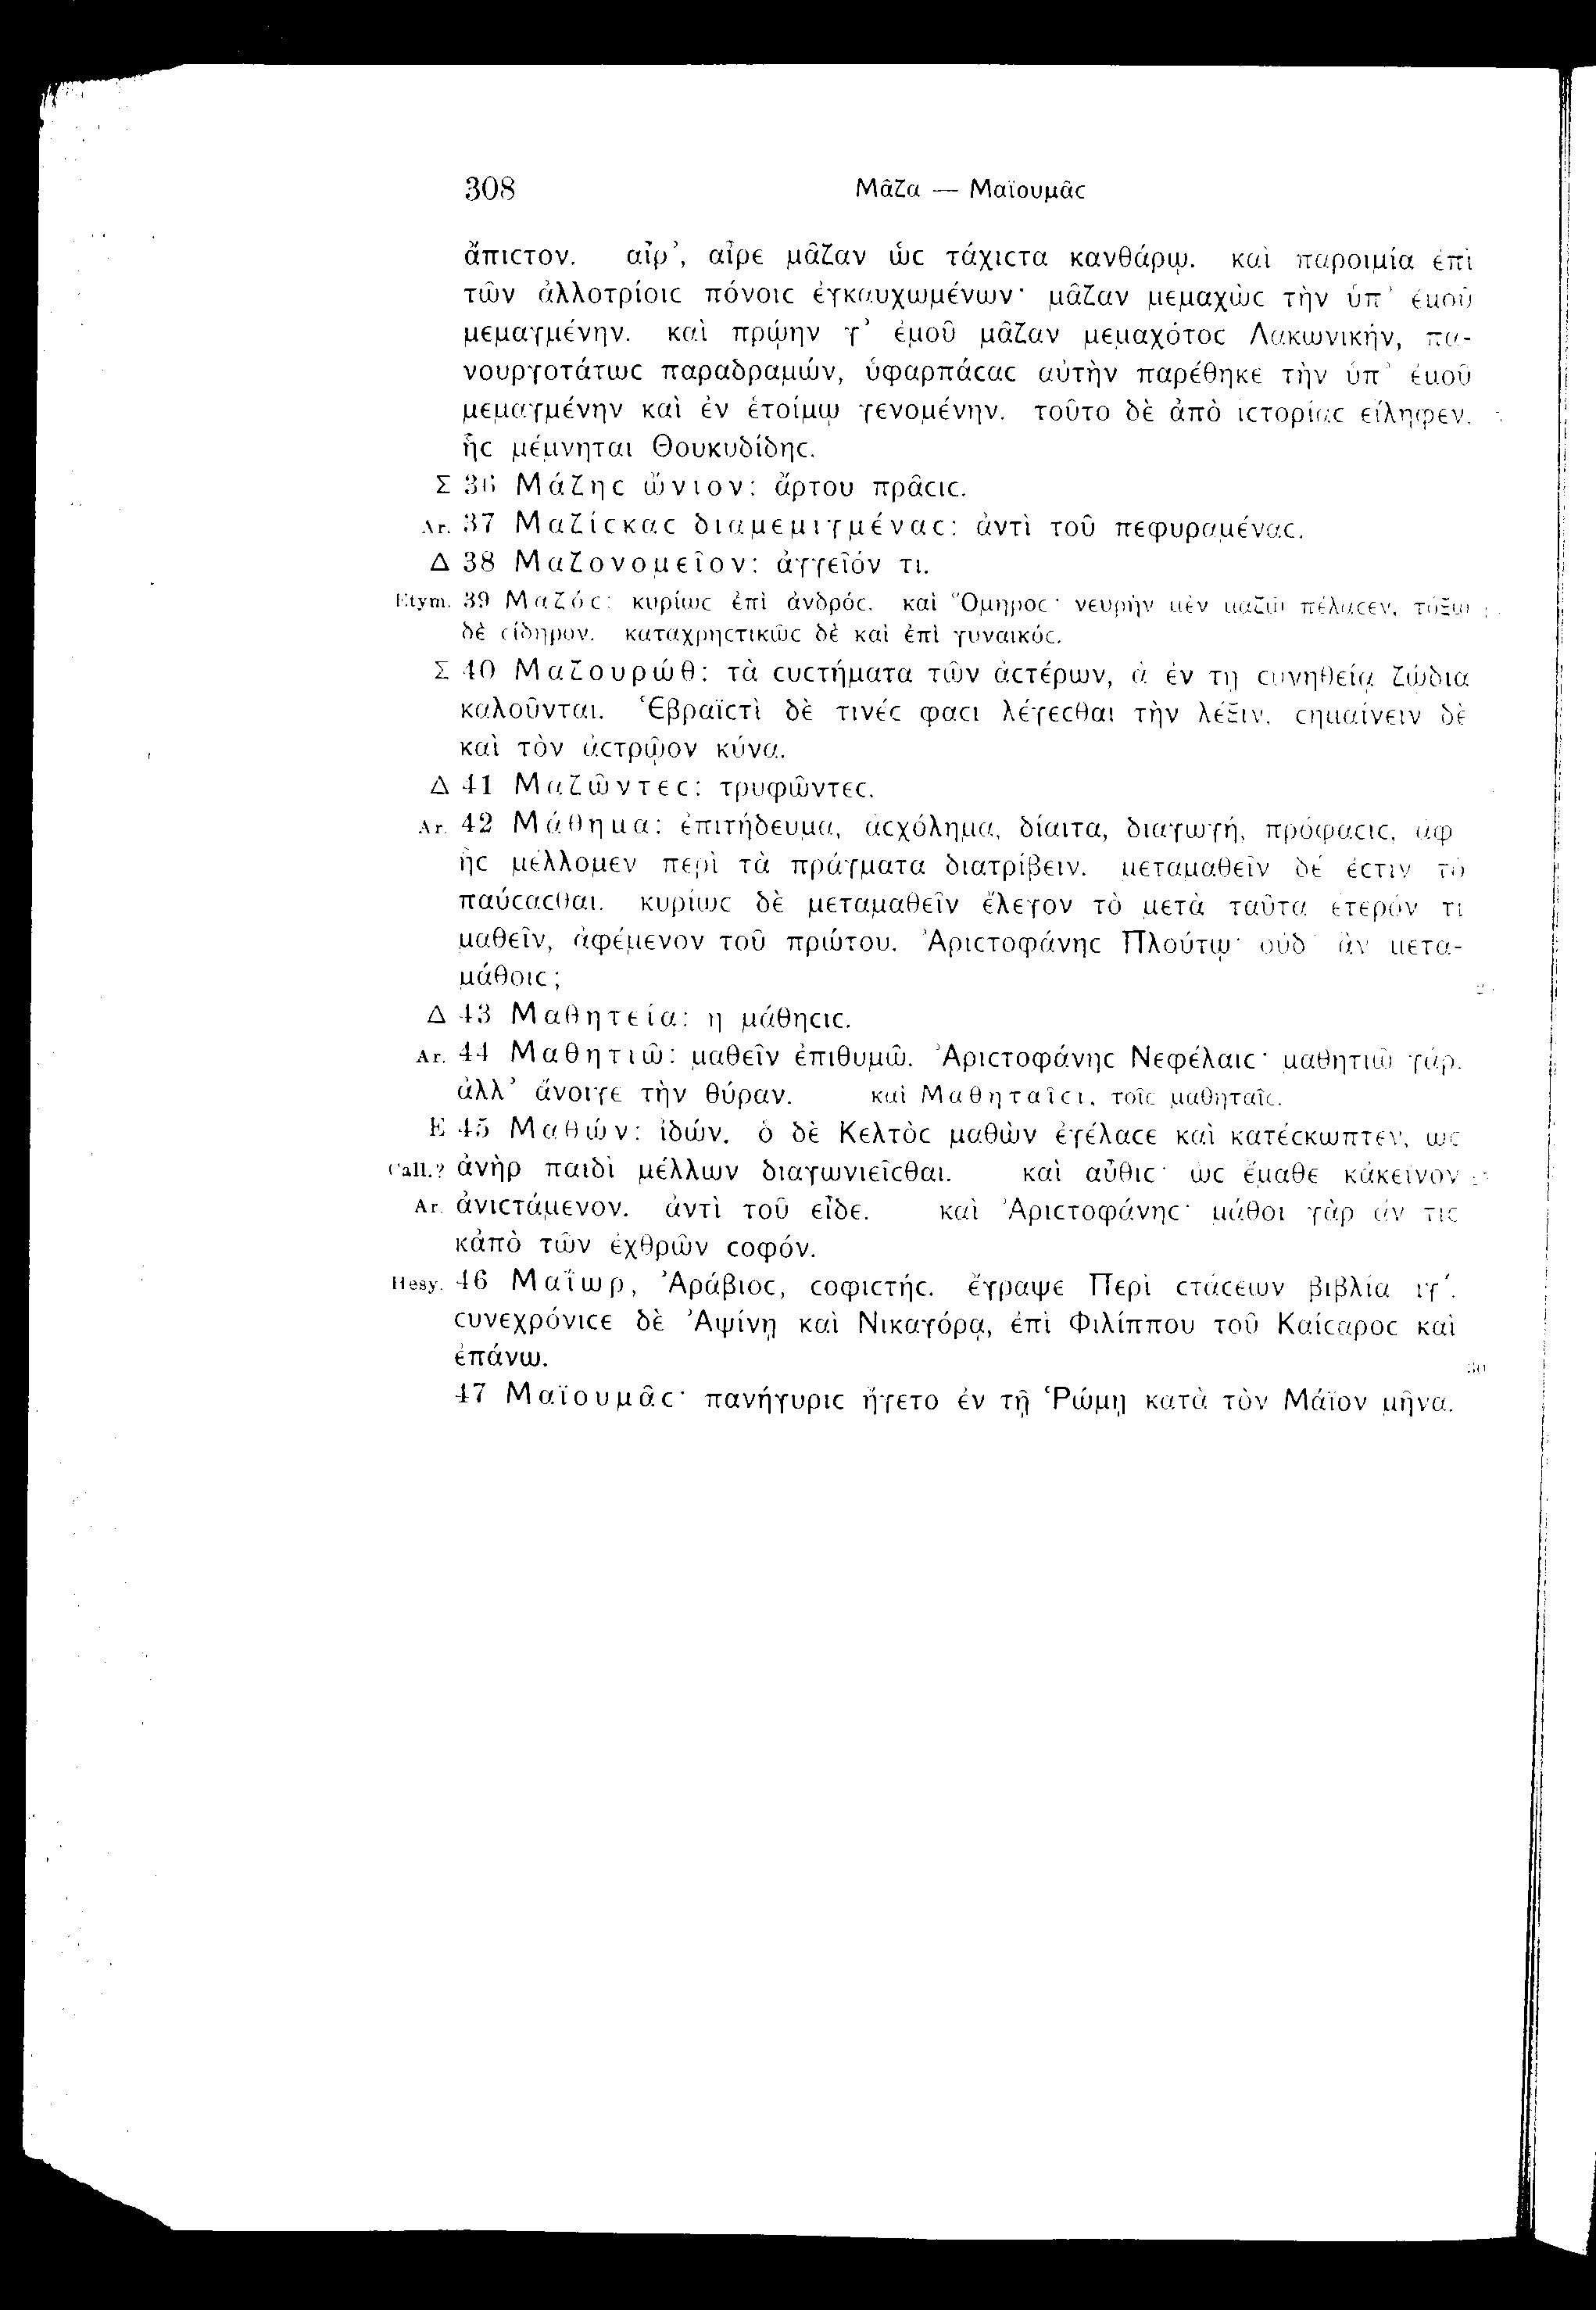 308 Μᾶζα — Μαϊουμᾶϲ
ἄπιϲτον. αἶρ’, αἶρε μᾶζαν ὡϲ τάχιϲτα κανθάρῳ. καὶ παροιμία ἐπὶ
τῶν ἀλλοτρίοιϲ πόνοιϲ ἐγκαυχωμένων· μᾶζαν μεμαχὼϲ τὴν ὑπ’ ἐμοῦ
μεμαγμένην. καὶ πρῴην γ’ ἐμοῦ μᾶζαν μεμαχότοϲ Λακωνικήν, πα-
νουργοτάτωϲ παραδραμών, ὑφαρπάϲαϲ αὐτὴν παρέθηκε τὴν ὑπ’ ἐμοῦ
μεμαγμένην καὶ ἐν ἑτοίμῳ γενομένην. τοῦτο δὲ ἀπὸ ἱϲτορίαϲ εἴληφεν,
ἧϲ μέμνηται Θουκυδίδηϲ.
Σ 36 Μάζηϲ ὤνιον: ἄρτου πρᾶϲιϲ.
Ar. 37 Μαζίϲκαϲ διαμεμιγμέναϲ: ἀντὶ τοῦ πεφυραμέναϲ.
Δ 38 Μαζονομεῖον: ἀγγεῖόν τι.
Etym. 39 Μαζόϲ: κυρίωϲ ἐπὶ ἀνδρόϲ. καὶ Ὅμηροϲ· νευρὴν μὲν μαζῷ πέλαϲεν, τόξῳ
δὲ ϲίδηρον. καταχρηϲτικῶϲ δὲ καὶ ἐπὶ γυναικόϲ.
Σ 40 Μαζουρώθ: τὰ ϲυϲτήματα τῶν ἀϲτέρων, ἃ ἐν τῇ ϲυνηθείᾳ ζῴδια
καλοῦνται. Ἑβραϊϲτὶ δὲ τινέϲ φαϲι λέγεϲθαι τὴν λέξιν, ϲημαίνειν δὲ
καὶ τὸν ἀϲτρῷον κύνα.
Δ 41 Μαζῶντεϲ: τρυφῶντεϲ.
Ar. 42 Μάθημα: ἐπιτήδευμα, ἀϲχόλημα, δίαιτα, διαγωγή, πρόφαϲιϲ, ἀφ’
ἧϲ μέλλομεν περὶ τὰ πράγματα διατρίβειν. μεταμαθεῖν δέ ἐϲτιν τὸ
παύϲαϲθαι. κυρίωϲ δὲ μεταμαθεῖν ἔλεγον τὸ μετὰ ταῦτα ἕτερόν τι
μαθεῖν, ἀφέμενον τοῦ πρώτου. Ἀριϲτοφάνηϲ Πλούτῳ· οὐδ’ ἂν μετα-
μάθοιϲ;
Δ 43 Μαθητεία: ἡ μάθηϲιϲ.
Ar. 44 Μαθητιῶ: μαθεῖν ἐπιθυμῶ. Ἀριϲτοφάνηϲ Νεφέλαιϲ· μαθητιῶ γάρ.
ἀλλ’ ἄνοιγε τὴν θύραν. καὶ Μαθηταῖϲι, τοῖϲ μαθηταῖϲ.
E 45 Μαθών: ἰδών. ὁ δὲ Κελτὸϲ μαθὼν ἐγέλαϲε καὶ κατέϲκωπτεν, ὡϲ
Call.? ἀνὴρ παιδὶ μέλλων διαγωνιεῖϲθαι. καὶ αὖθιϲ· ὡϲ ἔμαθε κἀκεῖνον
Ar. ἀνιϲτάμενον. ἀντὶ τοῦ εἶδε. καὶ Ἀριϲτοφάνηϲ· μάθοι γὰρ ἄν τιϲ
κἀπὸ τῶν ἐχθρῶν ϲοφόν.
Hesy. 46 Μαΐωρ, Ἀράβιοϲ, ϲοφιϲτήϲ. ἔγραψε Περὶ ϲτάϲεων βιβλία ιγʹ.
ϲυνεχρόνιϲε δὲ Ἀψίνῃ καὶ Νικαγόρᾳ, ἐπὶ Φιλίππου τοῦ Καίϲαροϲ καὶ
ἐπάνω. 30
47 Μαϊουμᾶϲ· πανήγυριϲ ἤγετο ἐν τῇ Ῥώμῃ κατὰ τὸν Μάϊον μῆνα.